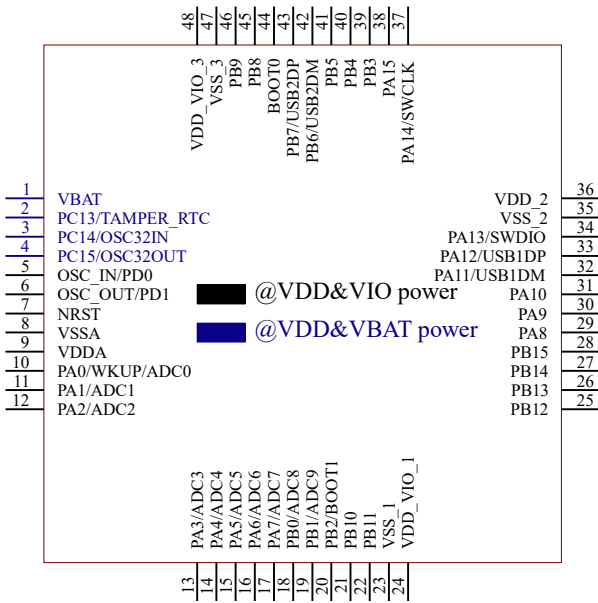 48
47
46
45
44
43
42
41
40
39
38
37
VDD_VIO_3
VSS_3
PB9
PB8
BOOT0
PB7/USB2DP
PB6/USB2DM
PB5
PB4
PB3
PA15
PA14/SWCLK
1 VBAT
2 PC13/TAMPER_RTC
3 PC14/OSC32IN
4 PC15/OSC32OUT
5 OSC_IN/PD0
6 OSC_OUT/PD1
7 NRST
8 VSSA
9 VDDA
10 PA0/WKUP/ADC0
11 PA1/ADC1
12 PA2/ADC2
@VDD&VIO power
@VDD&VBAT power
VDD_2 36
VSS_2 35
PA13/SWDIO 34
PA12/USB1DP 33
PA11/USB1DM 32
PA10 31
PA9 30
PA8 29
PB15 28
PB14 27
PB13 26
PB12 25
PA3/ADC3
PA4/ADC4
PA5/ADC5
PA6/ADC6
PA7/ADC7
PB0/ADC8
PB1/ADC9
PB2/BOOT1
PB10
PB11
VSS_1
VDD_VIO_1
13
14
15
16
17
18
19
20
21
22
23
24